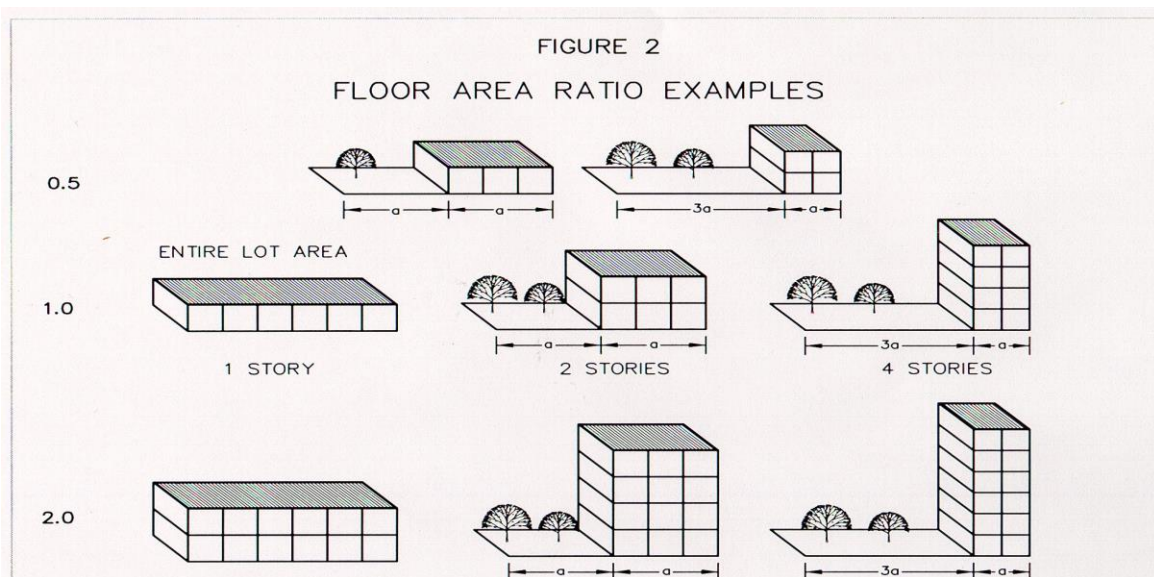 FIGURE 2
FLOOR AREA RATIO EXAMPLES
0.5
a a
3a a
ENTIRE LOT AREA
1.0
a a
3a a
1 STORY
2 STORIES
4 STORIES
2.0
a a
3a a